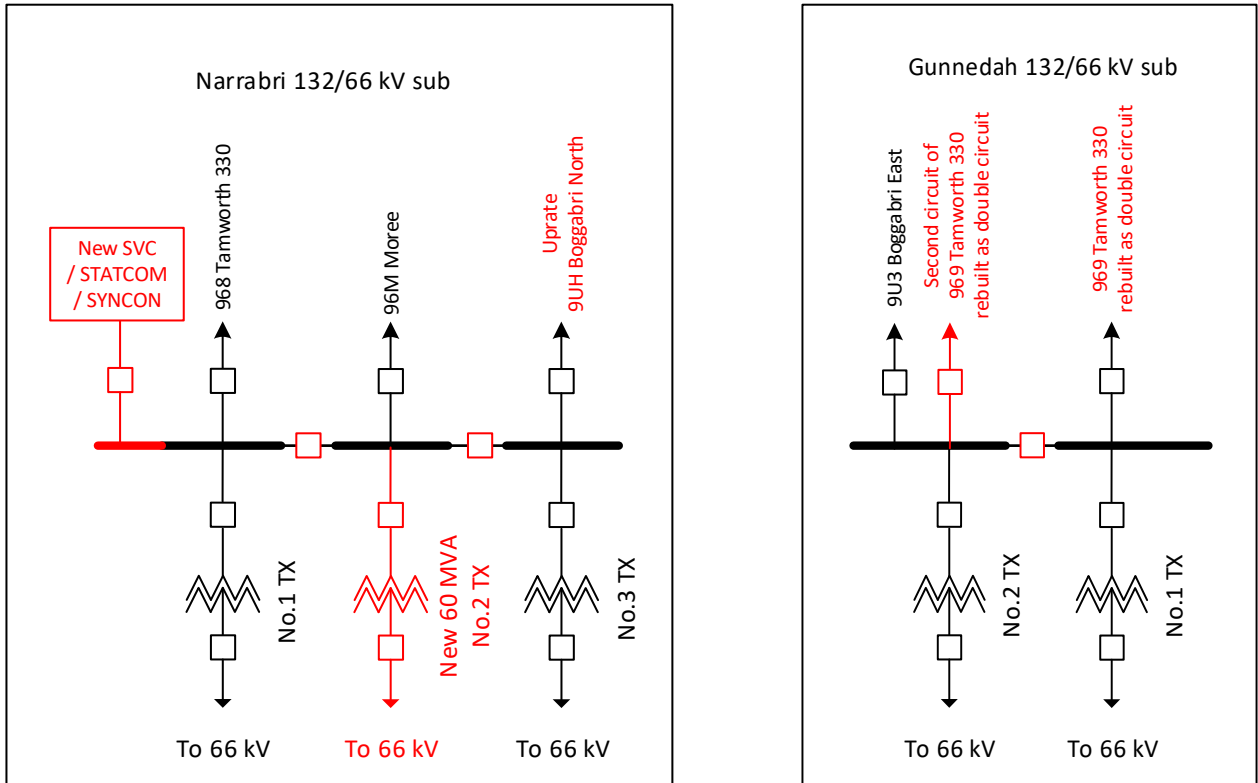 Narrabri 132/66 kV sub
New SVC
/ STATCOM
/ SYNCON
968 Tamworth 330
96M Moree
Uprate
9UH Boggabri North
No.1 TX
New 60 MVA
No.2 TX
No.3 TX
To 66 kV
To 66 kV
To 66 kV
Gunnedah 132/66 kV sub
9U3 Boggabri East
Second circuit of
969 Tamworth 330
rebuilt as double circuit
969 Tamworth 330
rebuilt as double circuit
No.2 TX
No.1 TX
To 66 kV
To 66 kV